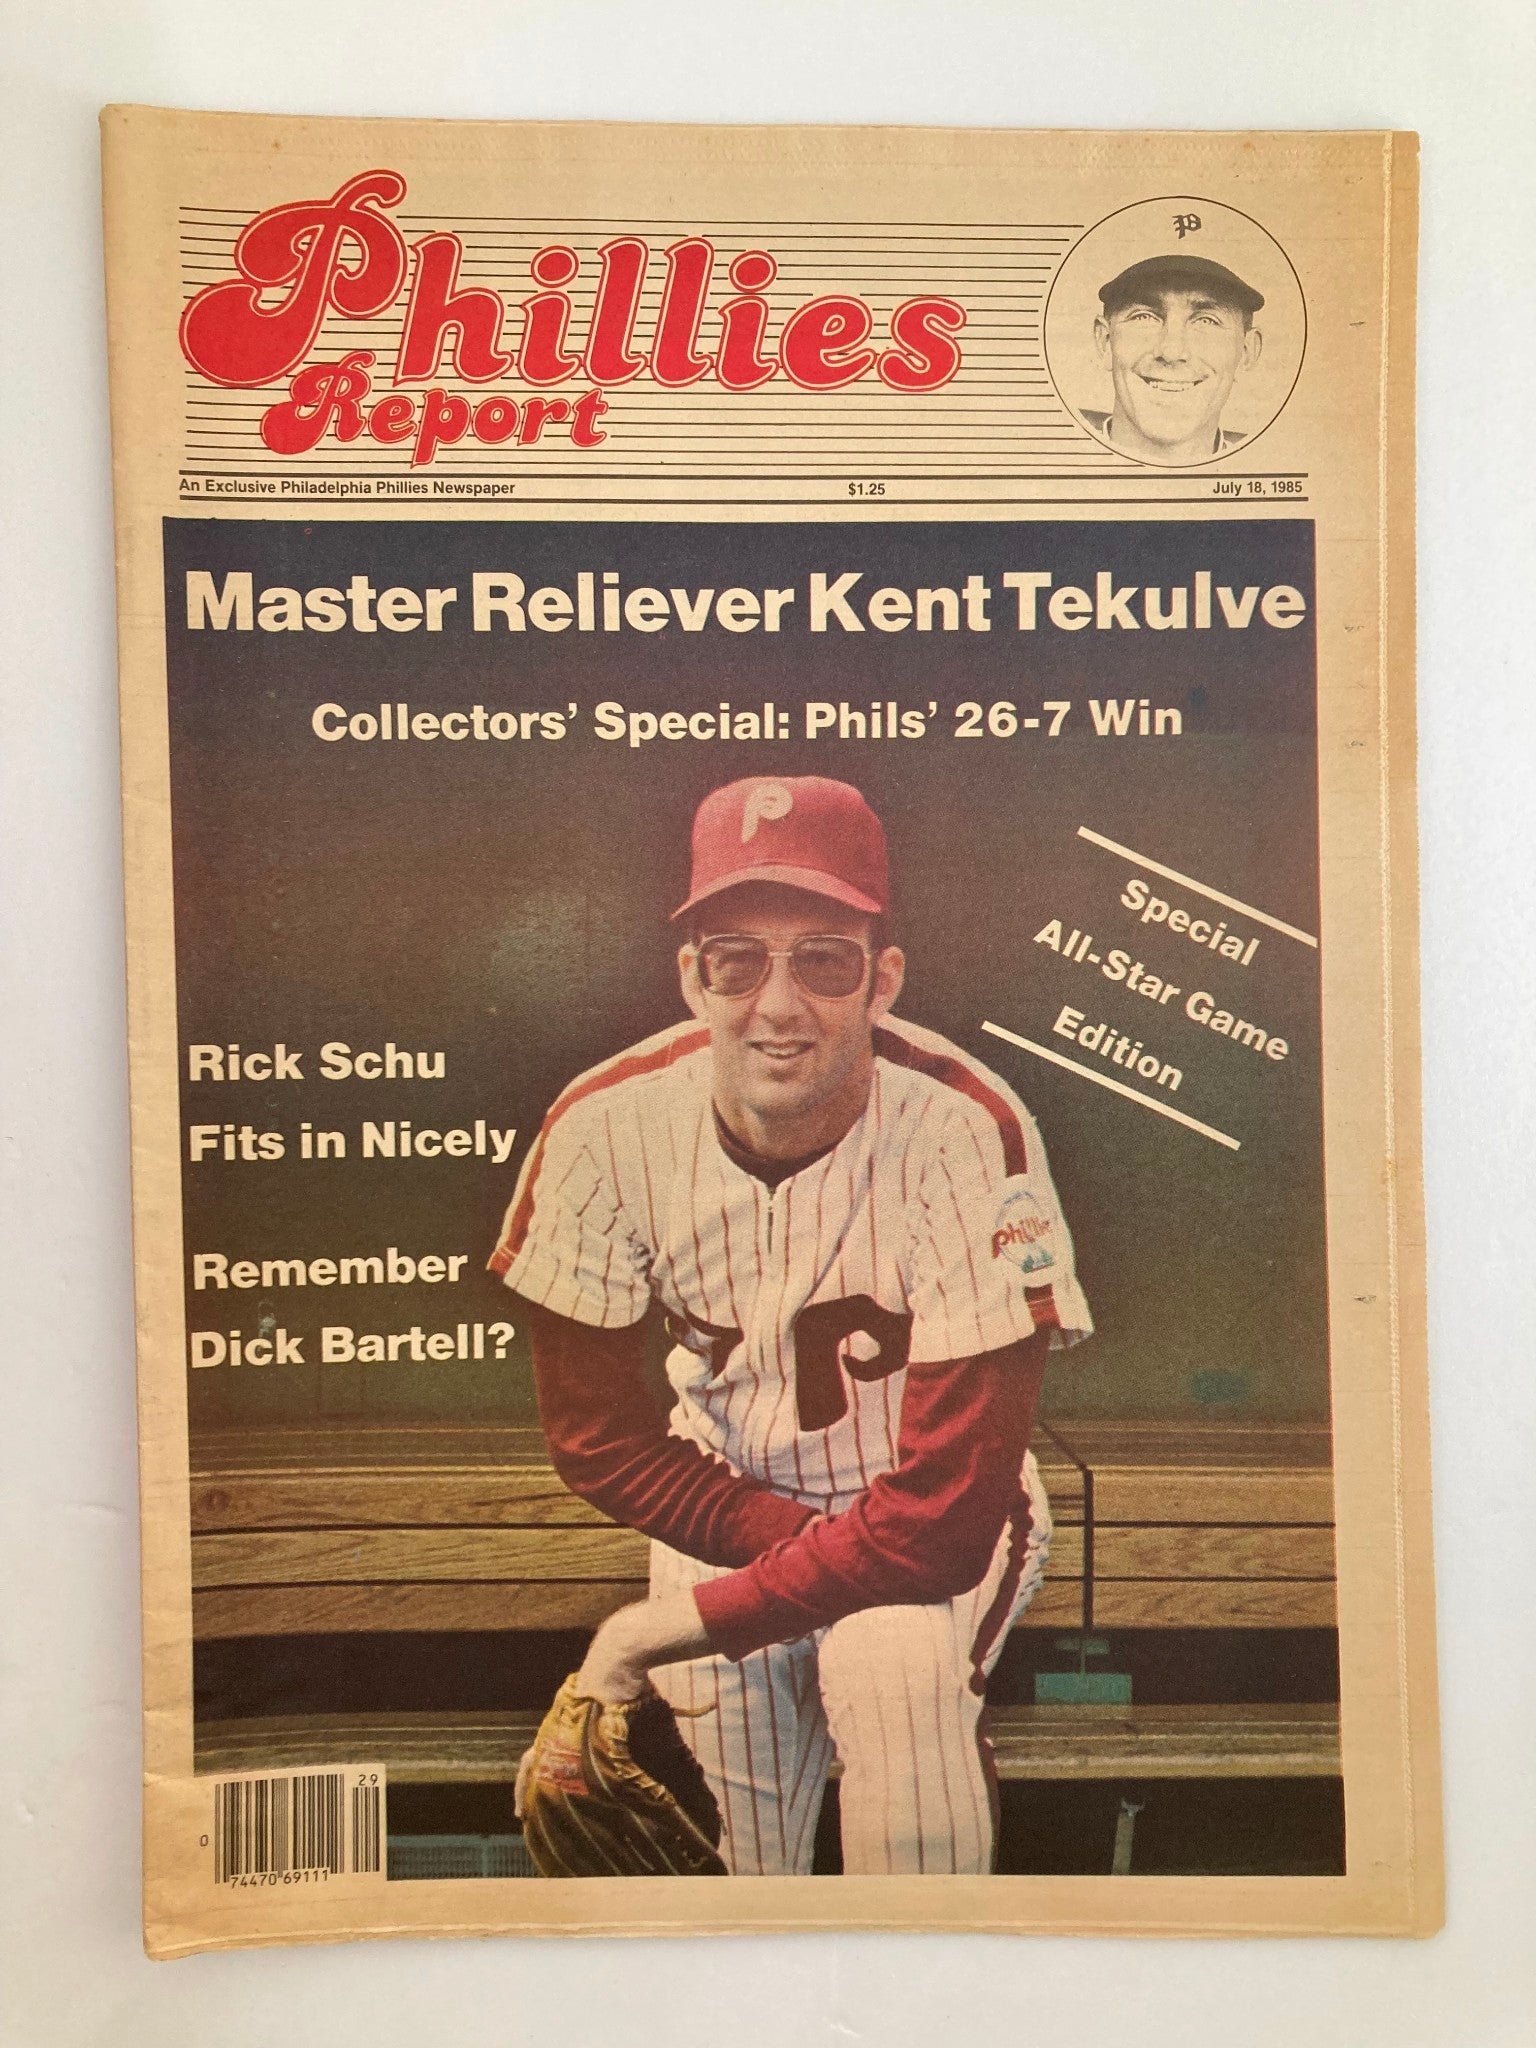 Phillies
Report
An Exclusive Philadelphia Phillies Newspaper $1.25 July 18, 1985
Master Reliever Kent Tekulve
Collectors' Special: Phils' 26-7 Win
P
Special
All-Star Game
Edition
Rick Schu
Fits in Nicely
Phillies
Remember
Dick Bartell?
P
29
0
74470 69111